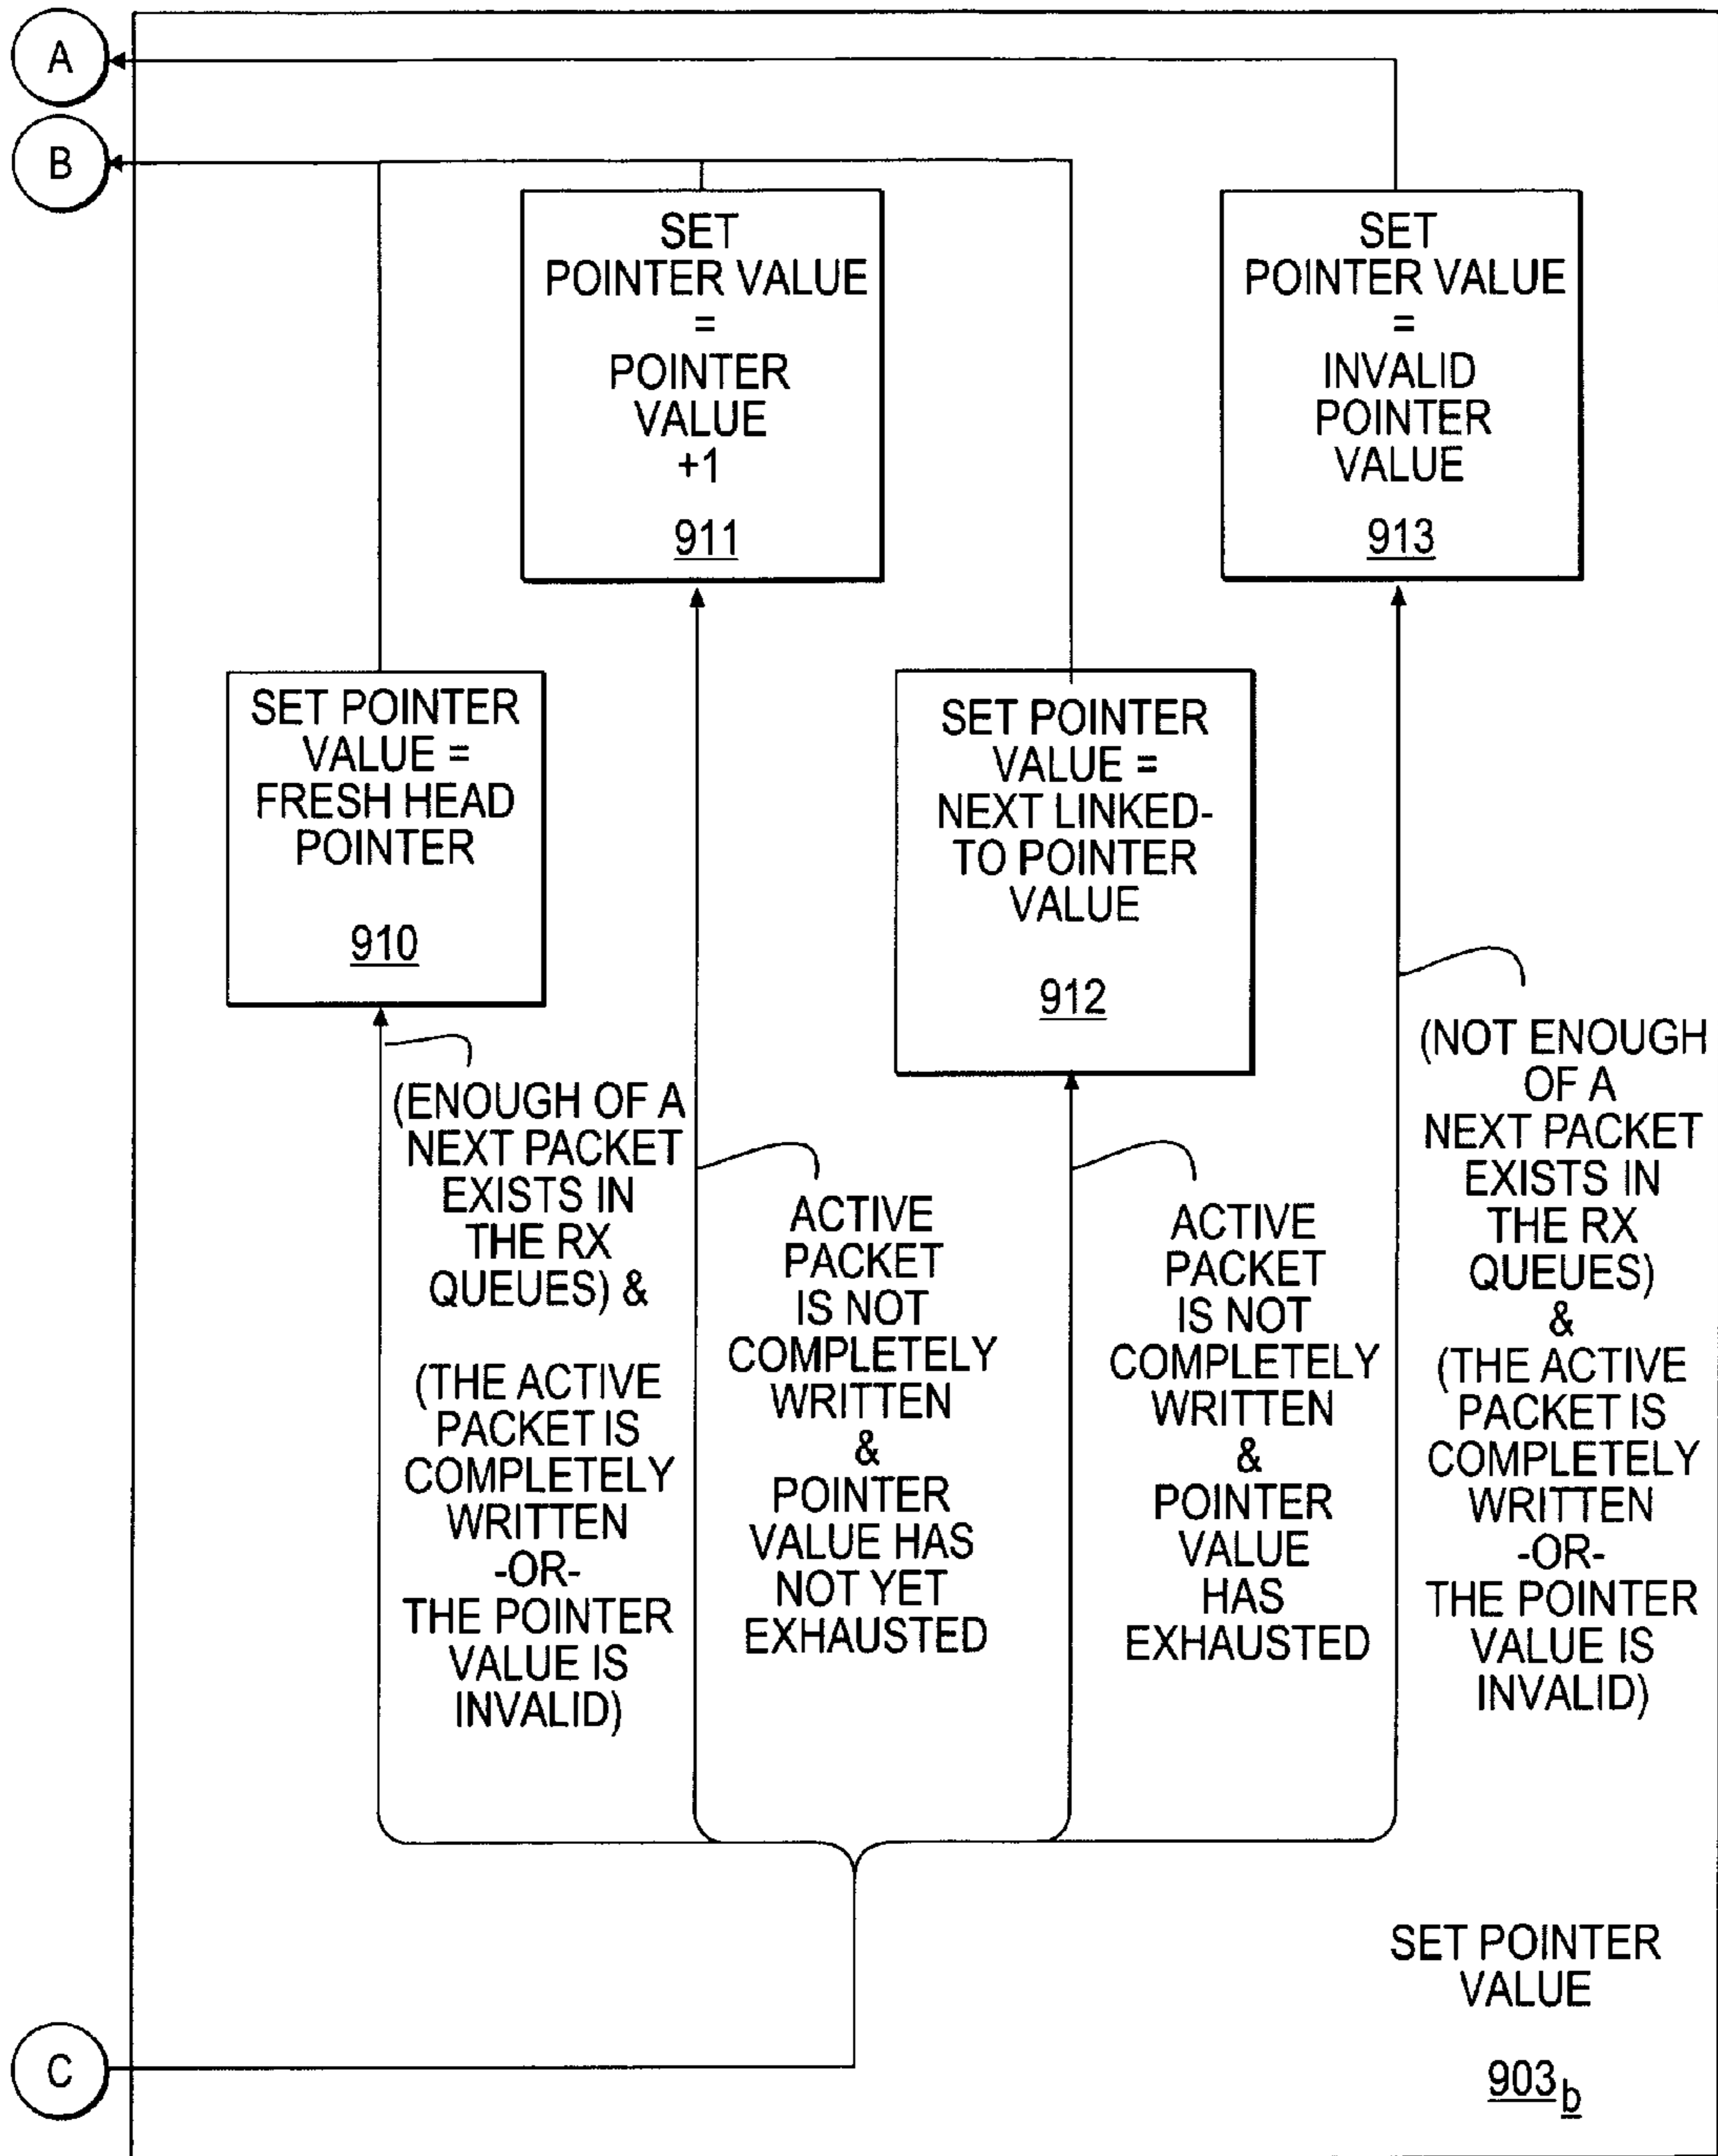 A
B
SET
POINTER VALUE
=
POINTER
VALUE
+1
911
SET
POINTER VALUE
=
INVALID
POINTER
VALUE
913
SET POINTER
VALUE =
FRESH HEAD
POINTER
910
SET POINTER
VALUE =
NEXT LINKED-
TO POINTER
VALUE
912
(ENOUGH OF A
NEXT PACKET
EXISTS IN
THE RX
QUEUES) &
(THE ACTIVE
PACKET IS
COMPLETELY
WRITTEN
-OR-
THE POINTER
VALUE IS
INVALID)
ACTIVE
PACKET
IS NOT
COMPLETELY
WRITTEN
&
POINTER
VALUE HAS
NOT YET
EXHAUSTED
ACTIVE
PACKET
IS NOT
COMPLETELY
WRITTEN
&
POINTER
VALUE
HAS
EXHAUSTED
(NOT ENOUGH
OF A
NEXT PACKET
EXISTS IN
THE RX
QUEUES)
&
(THE ACTIVE
PACKET IS
COMPLETELY
WRITTEN
-OR-
THE POINTER
VALUE IS
INVALID)
SET POINTER
VALUE
903b
C